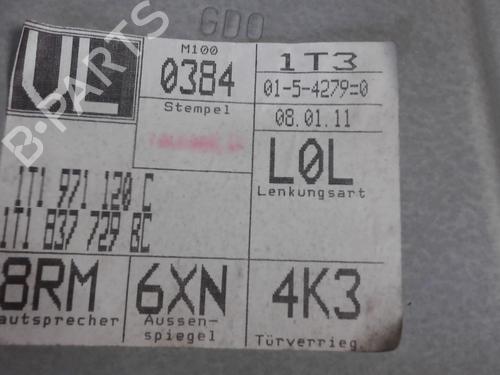 GDO
VL
M100
0384
Stempel
1T3
01-5-4279=0
08.01.11
L0L
Lenkungsart
1T1 971 120 C
1T1 837 729 BC
8RM
autsprecher
6XN
Aussen-
spiegel
4K3
Türverrieg.
B-PARTS